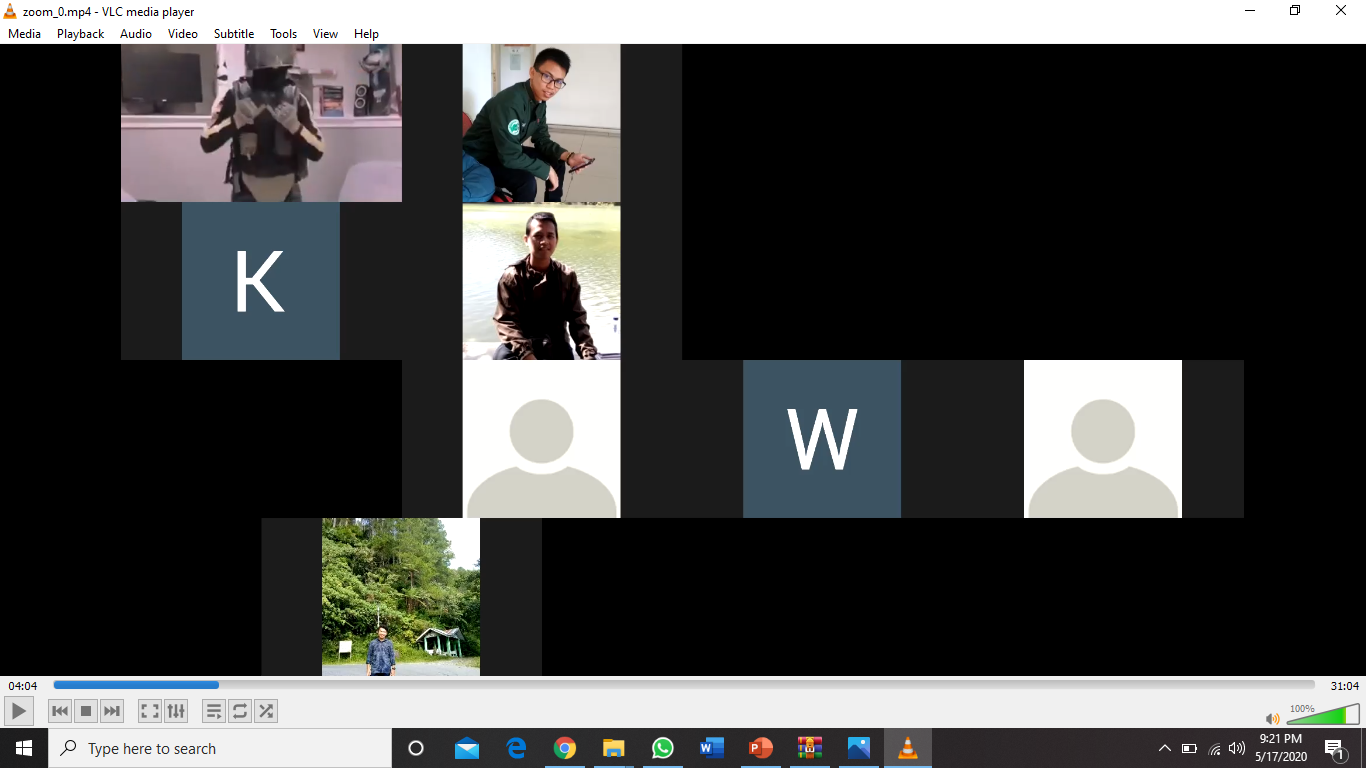 zoom_0.mp4 - VLC media player
Media Playback Audio Video Subtitle Tools View Help
K
W
04:04
31:04
100%
Type here to search
9:21 PM
5/17/2020
1